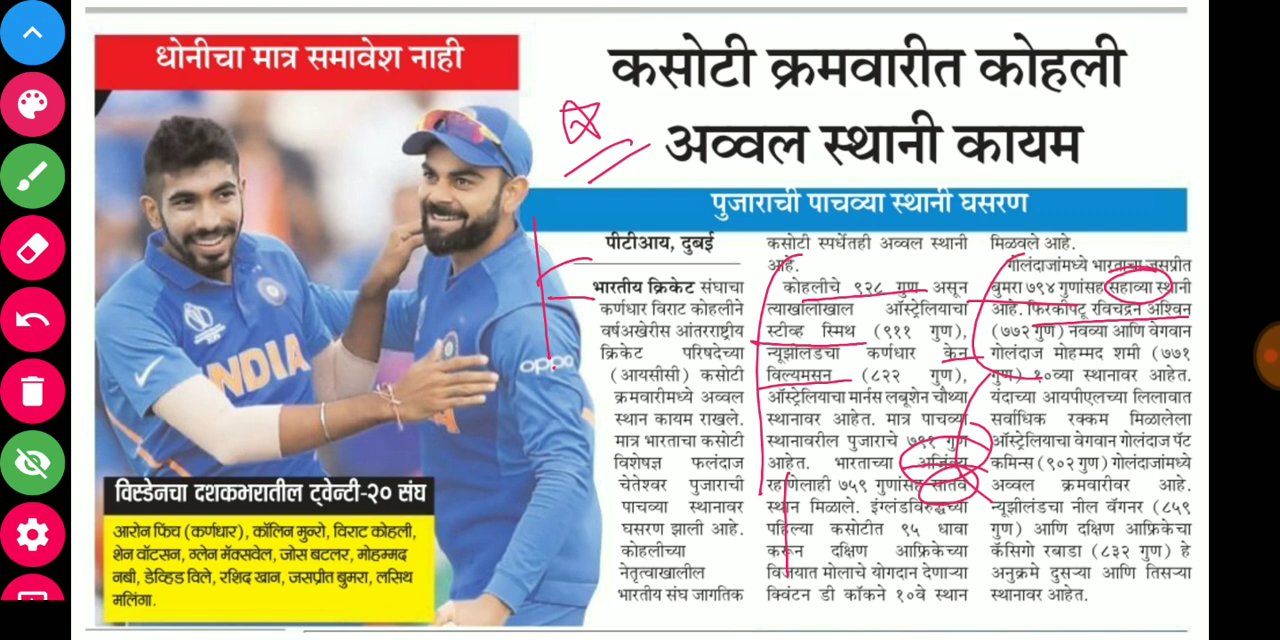 धोनीचा मात्र समावेश नाही
कसोटी क्रमवारीत कोहली
अव्वल स्थानी कायम
पुजाराची पाचव्या स्थानी घसरण
INDIA
oppo
विस्डेनचा दशकभरातील ट्वेन्टी-२० संघ
आरोन फिंच (कर्णधार), कॉलिन मुन्रो, विराट कोहली,
शेन वॉटसन, ग्लेन मॅक्सवेल, जोस बटलर, मोहम्मद
नबी, डेव्हिड विले, रशिद खान, जसप्रीत बुमरा, लसिथ
मलिंगा.
पीटीआय, दुबई
भारतीय क्रिकेट संघाचा
कर्णधार विराट कोहलीने
वर्षअखेरीस आंतरराष्ट्रीय
क्रिकेट परिषदेच्या
(आयसीसी) कसोटी
क्रमवारीमध्ये अव्वल
स्थान कायम राखले.
मात्र भारताचा कसोटी
विशेषज्ञ फलंदाज
चेतेश्वर पुजाराची
पाचव्या स्थानावर
घसरण झाली आहे.
कोहलीच्या
नेतृत्वाखालील
भारतीय संघ जागतिक
कसोटी स्पर्धेतही अव्वल स्थानी
आहे.
कोहलीचे ९२८ गुण असून
त्याखालोखाल ऑस्ट्रेलियाचा
स्टीव्ह स्मिथ (९११ गुण),
न्यूझीलंडचा कर्णधार केन
विल्यमसन (८२२ गुण),
ऑस्ट्रेलियाचा मार्नस लबूशेन चौथ्या
स्थानावर आहेत. मात्र पाचव्या
स्थानावरील पुजाराचे ७९१ गुण
आहेत. भारताच्या अजिंक्य
रहाणेलाही ७५९ गुणांसह सातवे
स्थान मिळाले. इंग्लंडविरुद्धच्या
पहिल्या कसोटीत ९५ धावा
करून दक्षिण आफ्रिकेच्या
विजयात मोलाचे योगदान देणाऱ्या
क्विंटन डी कॉकने १०वे स्थान
मिळवले आहे.
गोलंदाजांमध्ये भारताचा जसप्रीत
बुमरा ७९४ गुणांसह सहाव्या स्थानी
आहे. फिरकीपटू रविचंद्रन अश्विन
(७७२ गुण) नवव्या आणि वेगवान
गोलंदाज मोहम्मद शमी (७७१
गुण) १०व्या स्थानावर आहेत.
यंदाच्या आयपीएलच्या लिलावात
सर्वाधिक रक्कम मिळालेला
ऑस्ट्रेलियाचा वेगवान गोलंदाज पॅट
कमिन्स (९०२ गुण) गोलंदाजांमध्ये
अव्वल क्रमवारीवर आहे.
न्यूझीलंडचा नील वॅगनर (८५९
गुण) आणि दक्षिण आफ्रिकेचा
कॅसिगो रबाडा (८३२ गुण) हे
अनुक्रमे दुसऱ्या आणि तिसऱ्या
स्थानावर आहेत.